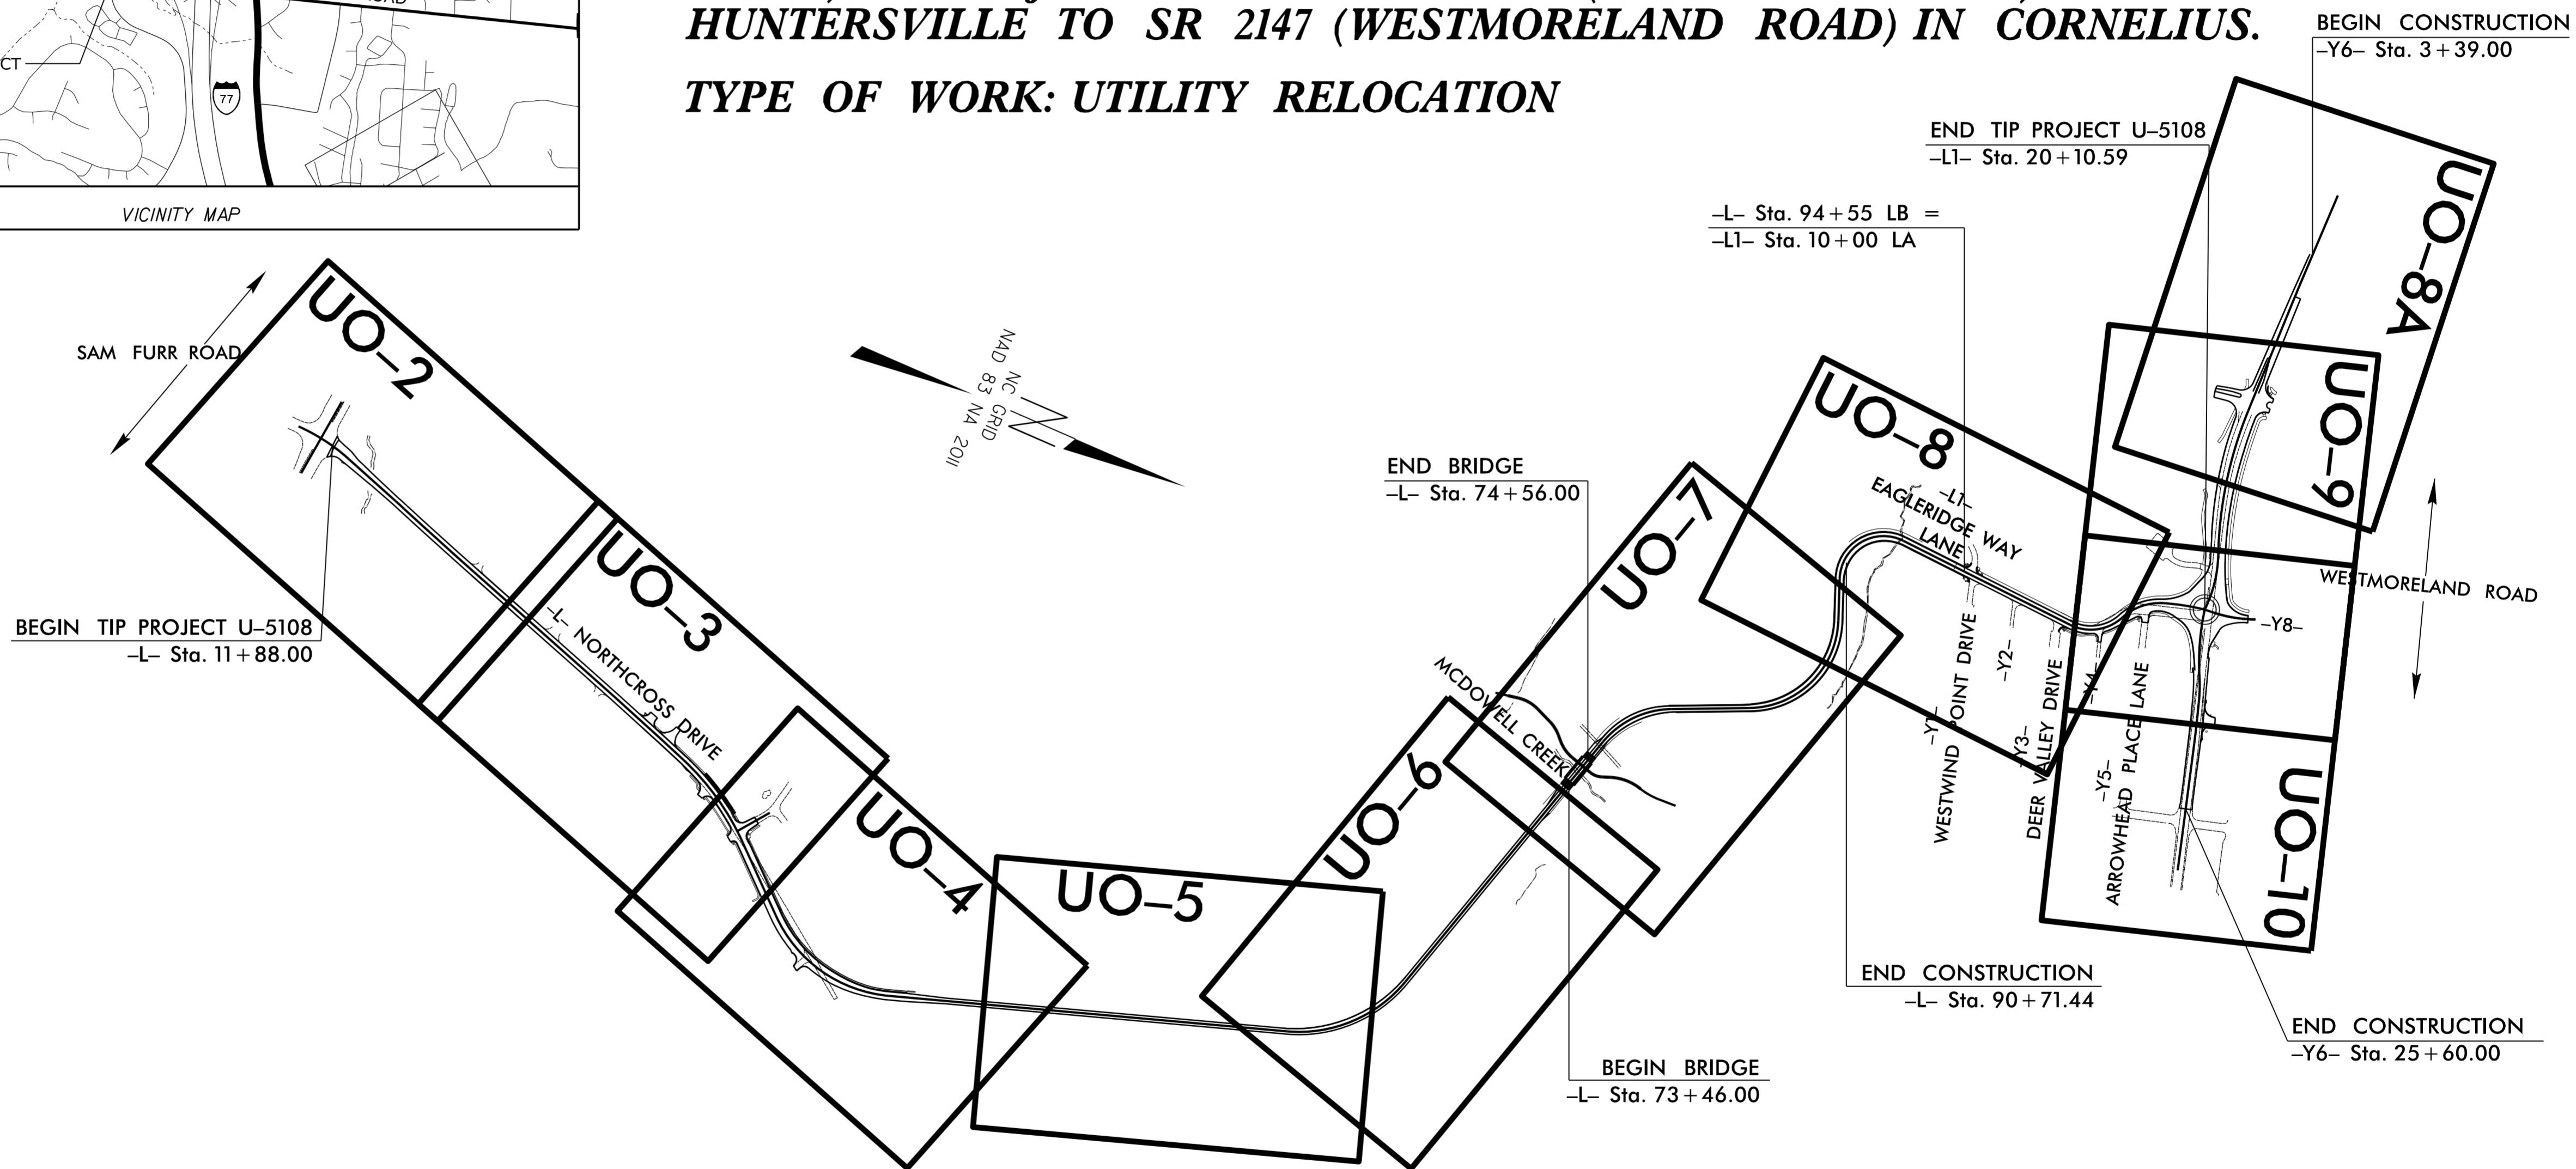 HUNTERSVILLE TO SR 2147 (WESTMORELAND ROAD) IN CORNELIUS.
TYPE OF WORK: UTILITY RELOCATION
CT
77
VICINITY MAP
BEGIN CONSTRUCTION
–Y6– Sta. 3+39.00
END TIP PROJECT U–5108
–L1– Sta. 20+10.59
–L– Sta. 94+55 LB =
–L1– Sta. 10+00 LA
UO–8A
UO–2
SAM FURR ROAD
NC GRID
NAD 83 NA 2011
UO–8
UO–9
END BRIDGE
–L– Sta. 74+56.00
UO–7
–L1–
EAGLERIDGE WAY
LANE
WESTMORELAND ROAD
–Y8–
UO–3
BEGIN TIP PROJECT U–5108
–L– Sta. 11+88.00
–L– NORTHCROSS DRIVE
MCDOWELL CREEK
–Y1–
WESTWIND POINT DRIVE
–Y2–
–Y3–
DEER VALLEY DRIVE
–Y4–
–Y5–
ARROWHEAD PLACE LANE
UO–4
UO–5
UO–6
UO–10
END CONSTRUCTION
–L– Sta. 90+71.44
END CONSTRUCTION
–Y6– Sta. 25+60.00
BEGIN BRIDGE
–L– Sta. 73+46.00